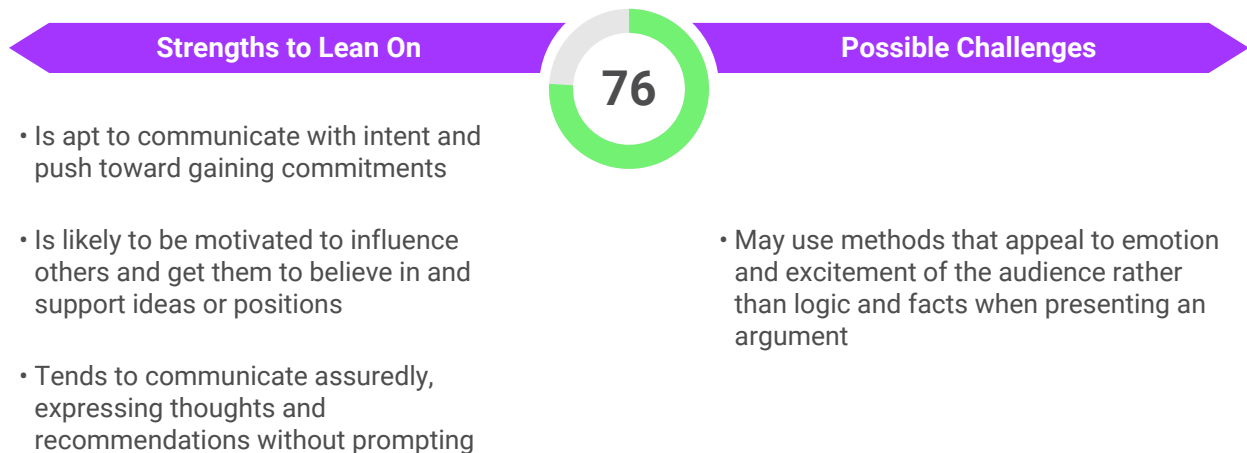 Strengths to Lean On
76
Possible Challenges
• Is apt to communicate with intent and
push toward gaining commitments
• Is likely to be motivated to influence
others and get them to believe in and
support ideas or positions
• Tends to communicate assuredly,
expressing thoughts and
recommendations without prompting
• May use methods that appeal to emotion
and excitement of the audience rather
than logic and facts when presenting an
argument